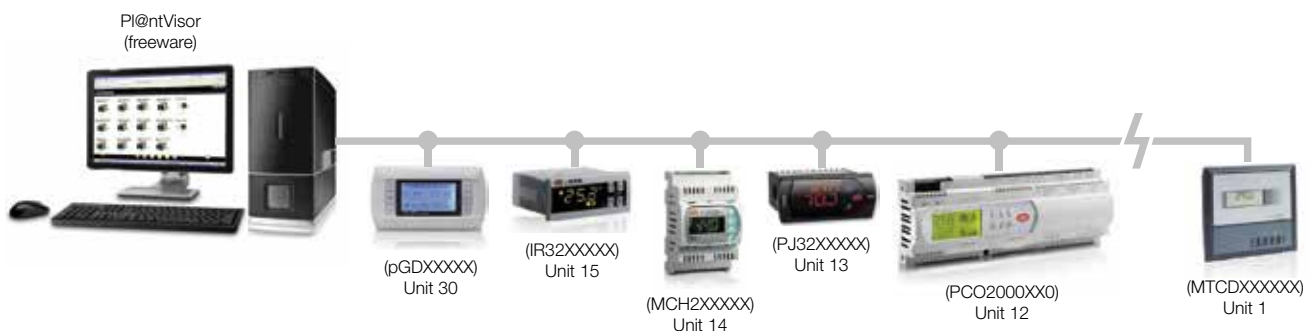 Pl@ntVisor
(freeware)
(pGDXXXXX)
Unit 30
(IR32XXXXX)
Unit 15
(MCH2XXXXX)
Unit 14
(PJ32XXXXX)
Unit 13
(PCO2000XX0)
Unit 12
(MTCDXXXXXX)
Unit 1